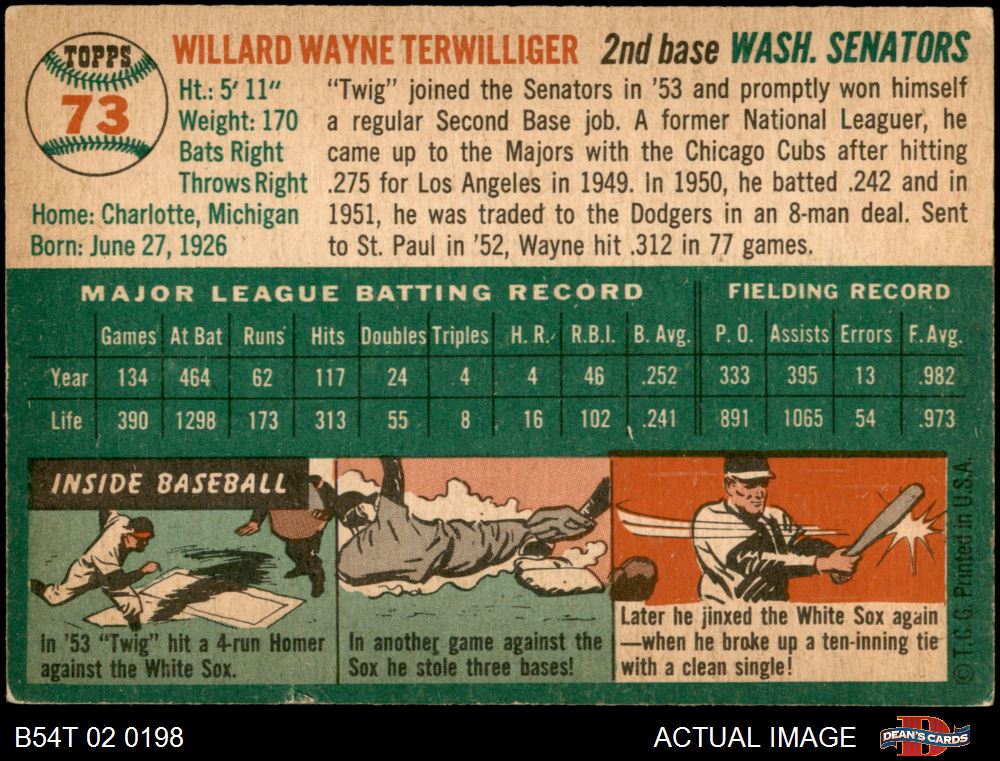 TOPPS
73
WILLARD WAYNE TERWILLIGER 2nd base WASH. SENATORS
Ht.: 5' 11"
Weight: 170
Bats Right
Throws Right
Home: Charlotte, Michigan
Born: June 27, 1926
"Twig" joined the Senators in '53 and promptly won himself
a regular Second Base job. A former National Leaguer, he
came up to the Majors with the Chicago Cubs after hitting
.275 for Los Angeles in 1949. In 1950, he batted .242 and in
1951, he was traded to the Dodgers in an 8-man deal. Sent
to St. Paul in '52, Wayne hit .312 in 77 games.
MAJOR LEAGUE BATTING RECORD FIELDING RECORD
Games At Bat Runs Hits Doubles Triples H. R. R.B.I. B. Avg. P. O. Assists Errors F. Avg.
Year 134 464 62 117 24 4 4 46 .252 333 395 13 .982
Life 390 1298 173 313 55 8 16 102 .241 891 1065 54 .973
INSIDE BASEBALL
In '53 "Twig" hit a 4-run Homer
against the White Sox.
In another game against the
Sox he stole three bases!
Later he jinxed the White Sox again
—when he broke up a ten-inning tie
with a clean single!
© T. C. G. Printed in U.S.A.
B54T 02 0198
ACTUAL IMAGE
D
DEAN'S CARDS